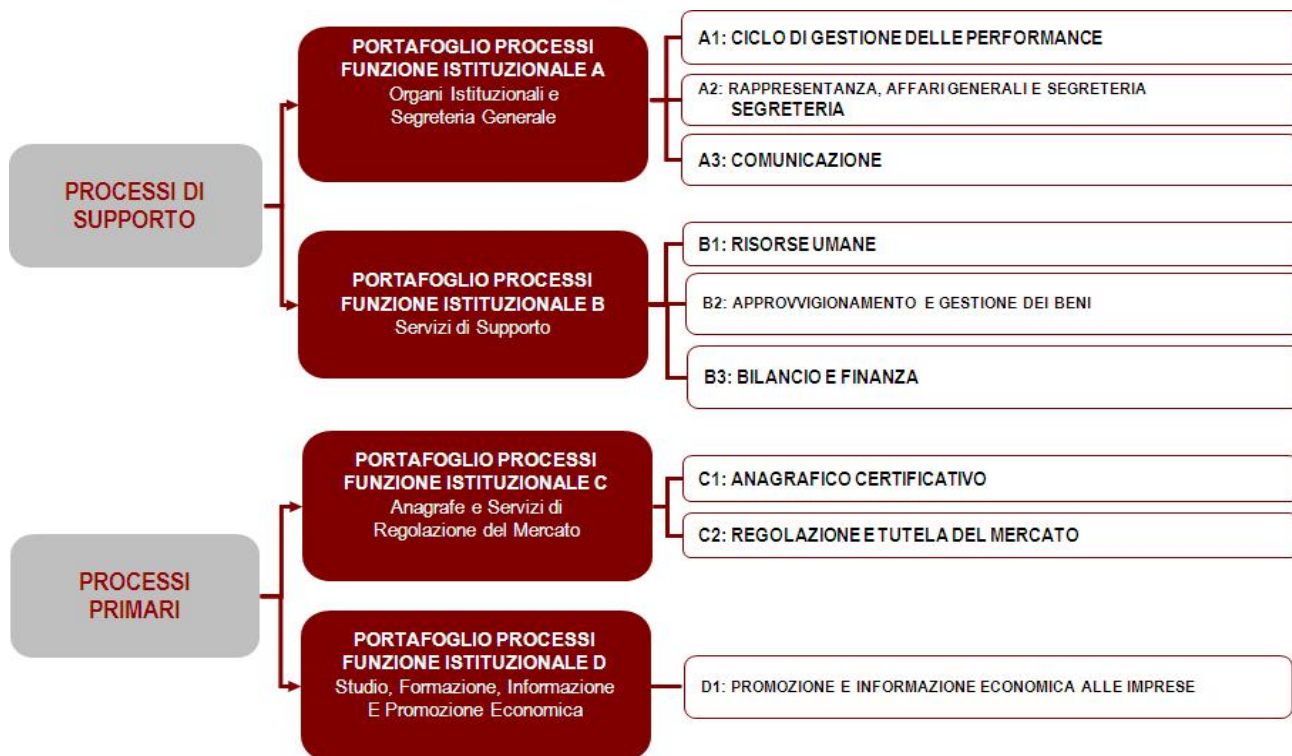 PROCESSI DI
SUPPORTO
PORTAFOGLIO PROCESSI
FUNZIONE ISTITUZIONALE A
Organi Istituzionali e
Segreteria Generale
A1: CICLO DI GESTIONE DELLE PERFORMANCE
A2: RAPPRESENTANZA, AFFARI GENERALI E SEGRETERIA
SEGRETERIA
A3: COMUNICAZIONE
PORTAFOGLIO PROCESSI
FUNZIONE ISTITUZIONALE B
Servizi di Supporto
B1: RISORSE UMANE
B2: APPROVVIGIONAMENTO E GESTIONE DEI BENI
B3: BILANCIO E FINANZA
PROCESSI
PRIMARI
PORTAFOGLIO PROCESSI
FUNZIONE ISTITUZIONALE C
Anagrafe e Servizi di
Regolazione del Mercato
C1: ANAGRAFICO CERTIFICATIVO
C2: REGOLAZIONE E TUTELA DEL MERCATO
PORTAFOGLIO PROCESSI
FUNZIONE ISTITUZIONALE D
Studio, Formazione, Informazione
E Promozione Economica
D1: PROMOZIONE E INFORMAZIONE ECONOMICA ALLE IMPRESE